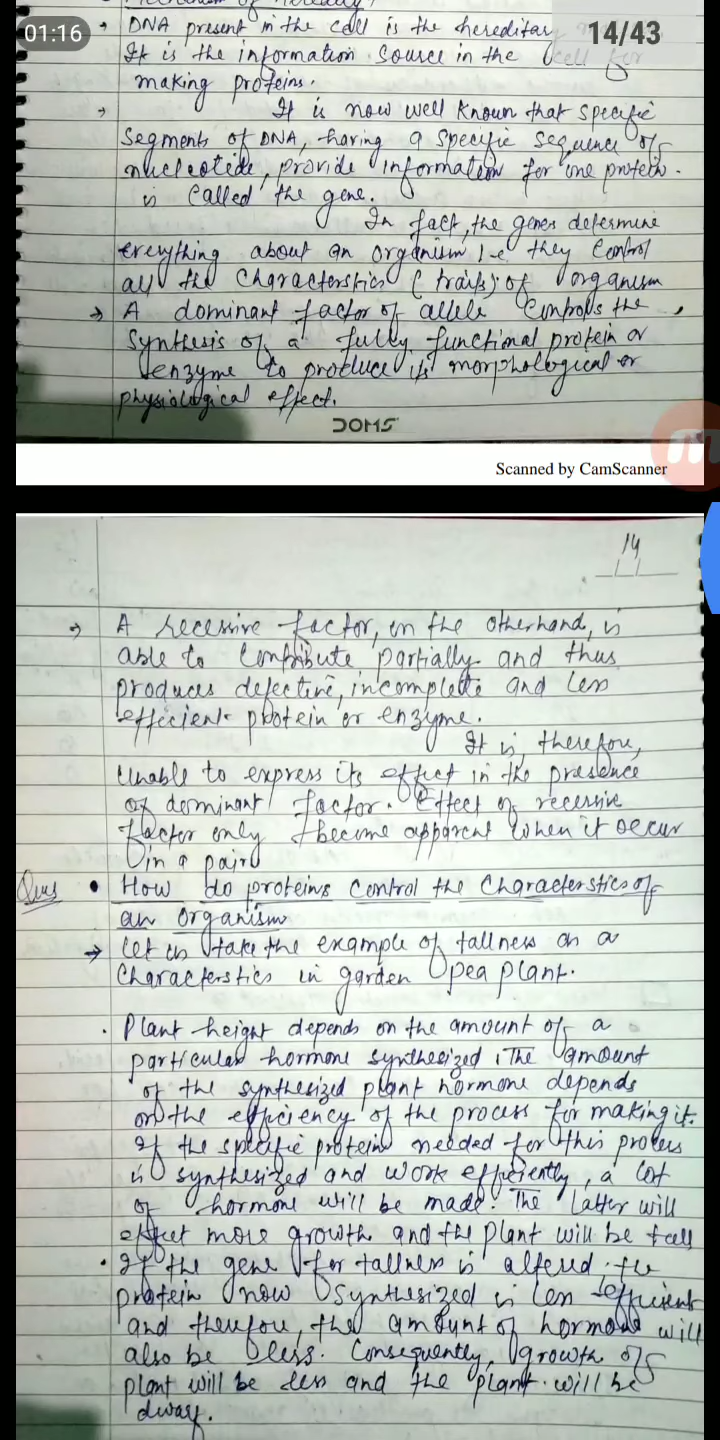 Mechanism of heredity?
01:16
14/43
→ DNA present in the cell is the hereditary
It is the information source in the cell for
making proteins.
→ It is now well known that specific
segments of DNA, having a specific sequence of
nucleotide, provide information for one protein.
is called the gene.
In fact, the genes determine
everything about an organism i.e they control
all the characterstics (traits) of organism
→ A dominant factor of allele controls the
synthesis of a fully functional protein or
enzyme to produce its morphological or
physiological effect.
DOMS
Scanned by CamScanner
14
→ A recessive factor, on the otherhand, is
able to contribute partially and thus
produces defective, incomplete and less
efficient protein or enzyme.
It is, therefore,
unable to express its effect in the presence
of dominant factor. Effect of recessive
factor only become apparent when it occur
in a pair
Ques • How do proteins control the characterstics of
an organism
→ let us take the example of tallness as a
characterstics in garden pea plant.
• Plant height depends on the amount of a
particular hormone synthesized. The amount
of the synthesized plant hormone depends
on the efficiency of the process for making it.
If the specific protein needed for this process
is synthesized and work efficiently, a lot
of hormone will be made. The latter will
effect more growth and the plant will be tall
• If the gene for tallness is altered. the
protein now synthesized is less efficient
and therefore, the amount of hormone will
also be less. Consequently, growth of
plant will be less and the plant will be
dwarf.